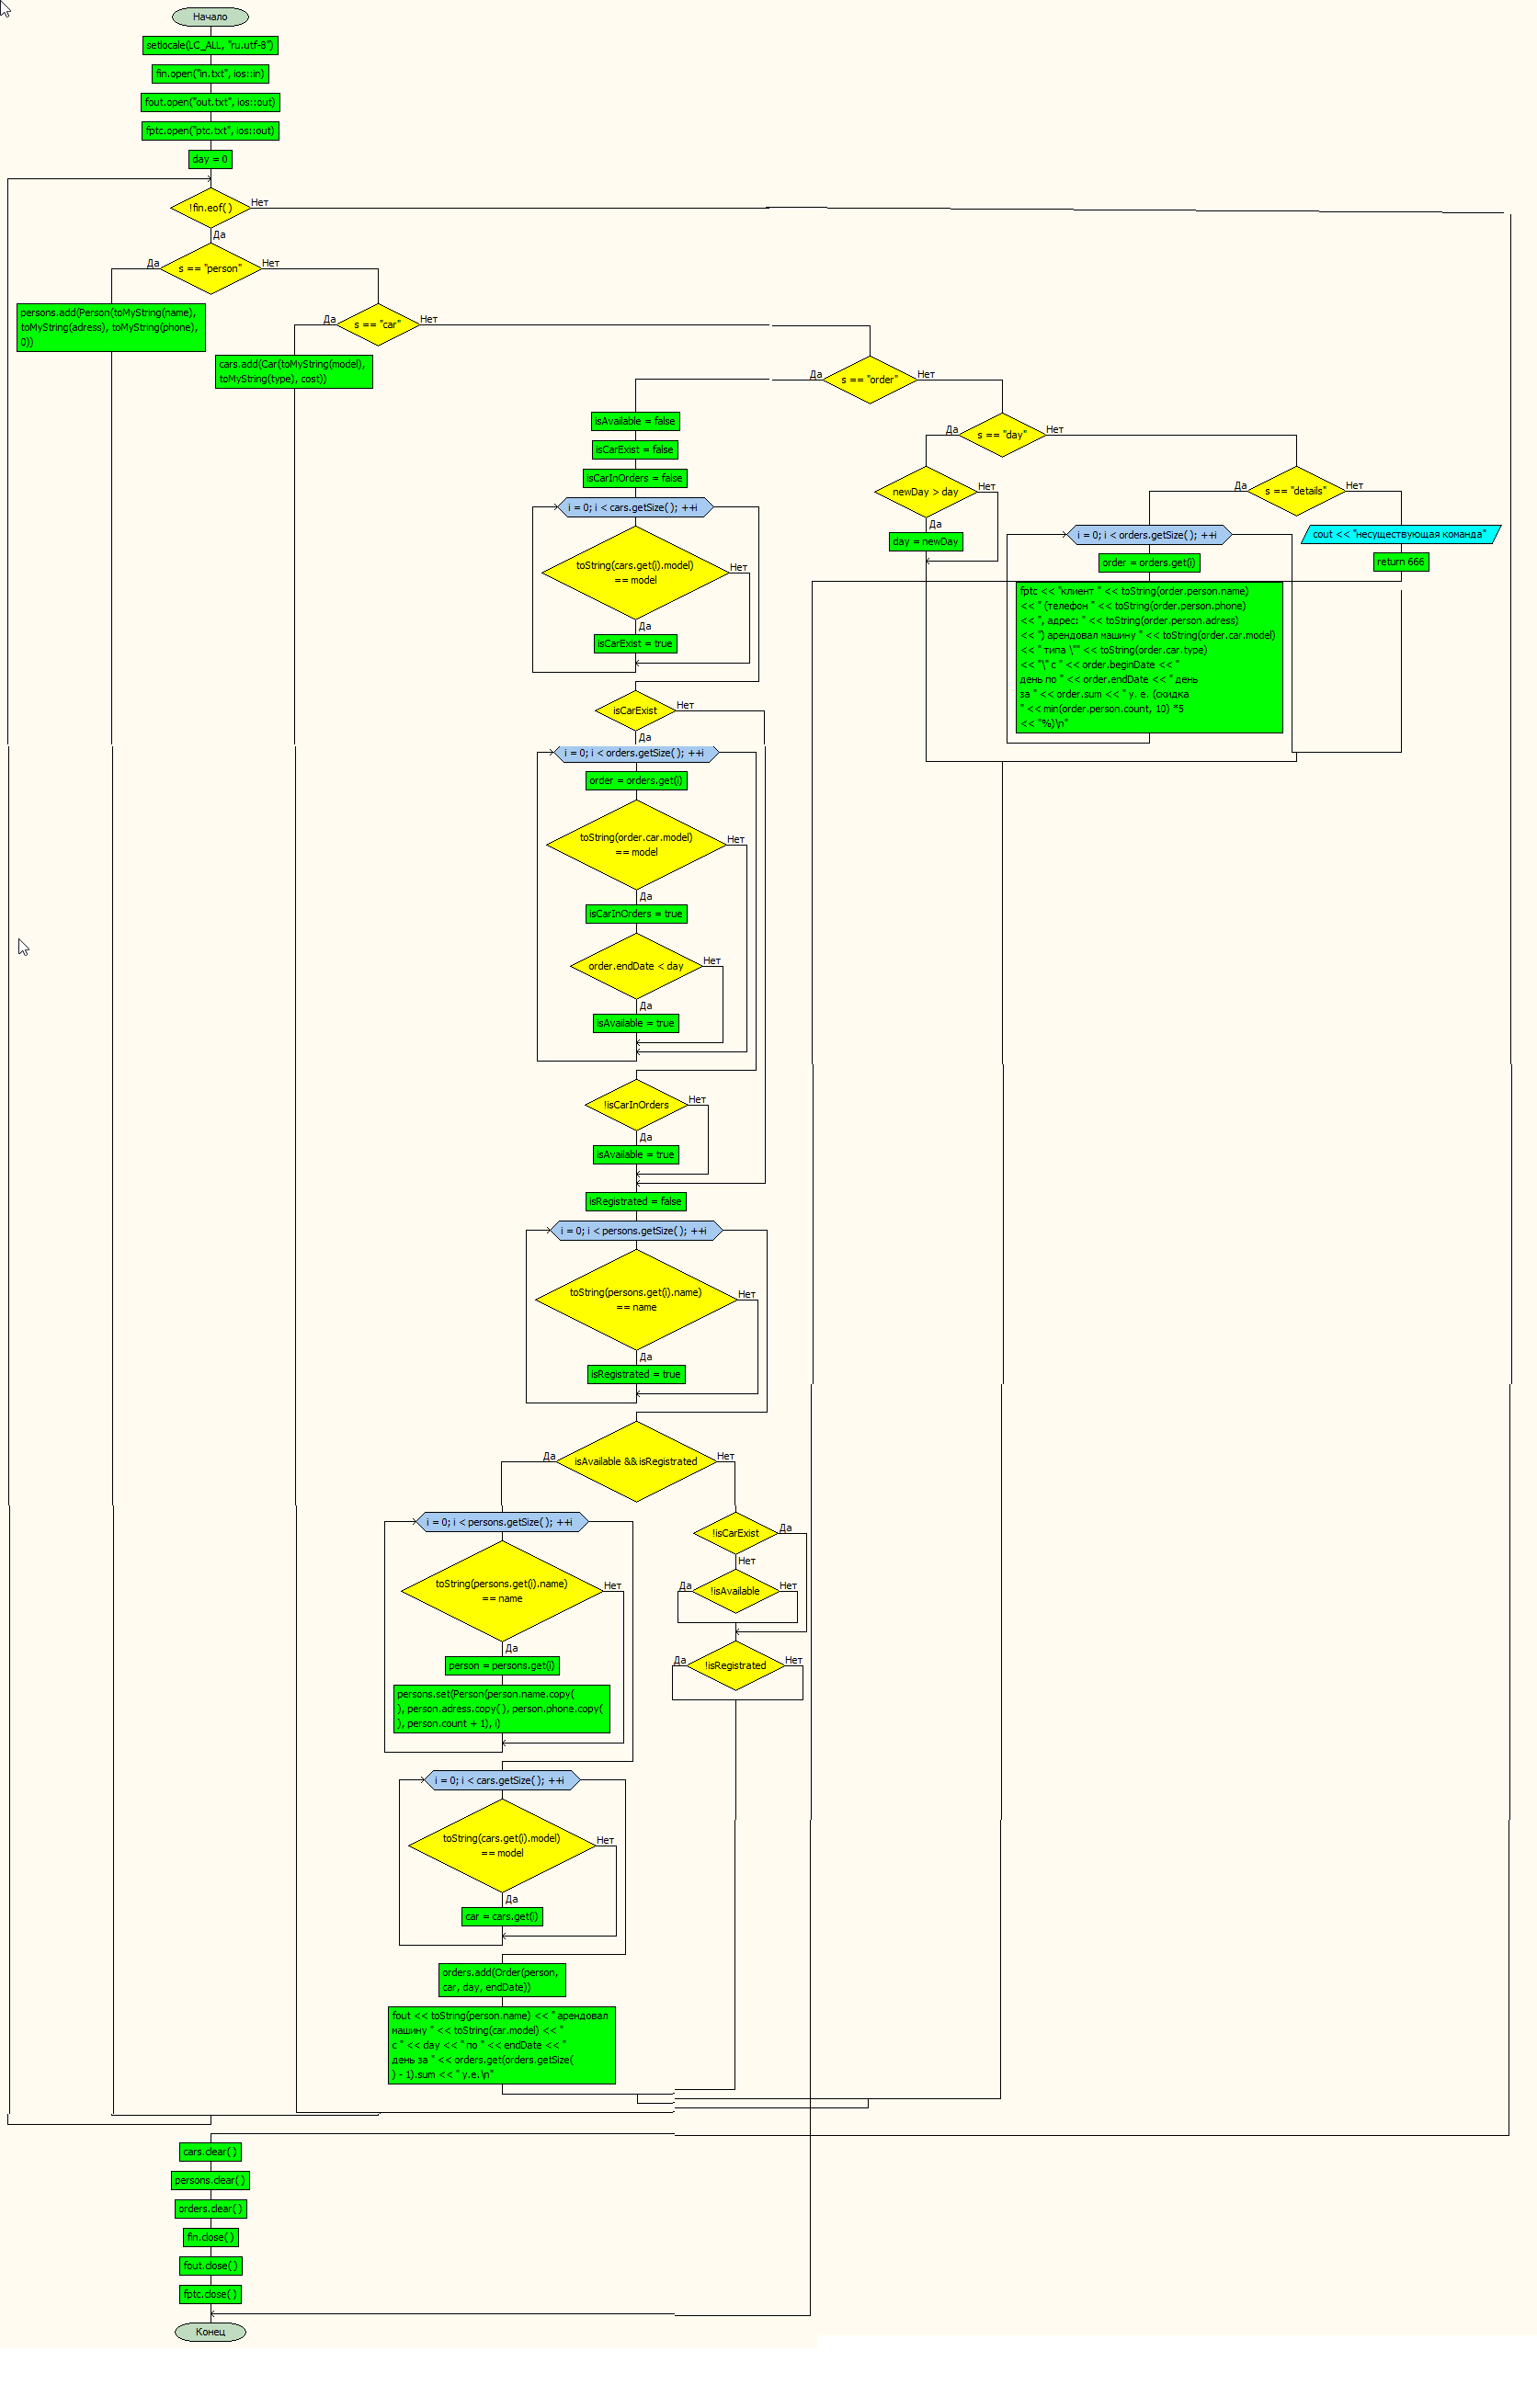 Начало
setlocale(LC_ALL, "ru.utf-8")
fin.open("in.txt", ios::in)
fout.open("out.txt", ios::out)
fptc.open("ptc.txt", ios::out)
day = 0
!fin.eof( )
Нет
Да
s == "person"
Да
Нет
persons.add(Person(toMyString(name),
toMyString(adress), toMyString(phone),
0))
s == "car"
Да
Нет
cars.add(Car(toMyString(model),
toMyString(type), cost))
s == "order"
Да
Нет
isAvailable = false
isCarExist = false
isCarInOrders = false
i = 0; i < cars.getSize( ); ++i
toString(cars.get(i).model)
== model
Нет
Да
isCarExist = true
s == "day"
Да
Нет
newDay > day
Нет
Да
day = newDay
s == "details"
Да
Нет
i = 0; i < orders.getSize( ); ++i
order = orders.get(i)
fptc << "клиент " << toString(order.person.name)
<< " (телефон " << toString(order.person.phone)
<< ", адрес: " << toString(order.person.adress)
<< ") арендовал машину " << toString(order.car.model)
<< " типа \"" << toString(order.car.type)
<< "\" с " << order.beginDate << "
день по " << order.endDate << " день
за " << order.sum << " у. е. (скидка
" << min(order.person.count, 10) *5
<< "%)\n"
cout << "несуществующая команда"
return 666
isCarExist
Нет
Да
i = 0; i < orders.getSize( ); ++i
order = orders.get(i)
toString(order.car.model)
== model
Нет
Да
isCarInOrders = true
order.endDate < day
Нет
Да
isAvailable = true
!isCarInOrders
Нет
Да
isAvailable = true
isRegistrated = false
i = 0; i < persons.getSize( ); ++i
toString(persons.get(i).name)
== name
Нет
Да
isRegistrated = true
isAvailable && isRegistrated
Да
Нет
i = 0; i < persons.getSize( ); ++i
toString(persons.get(i).name)
== name
Нет
Да
person = persons.get(i)
persons.set(Person(person.name.copy(
), person.adress.copy( ), person.phone.copy(
), person.count + 1), i)
!isCarExist
Да
Нет
!isAvailable
Да
Нет
!isRegistrated
Да
Нет
i = 0; i < cars.getSize( ); ++i
toString(cars.get(i).model)
== model
Нет
Да
car = cars.get(i)
orders.add(Order(person,
car, day, endDate))
fout << toString(person.name) << " арендовал
машину " << toString(car.model) << "
с " << day << " по " << endDate << "
день за " << orders.get(orders.getSize(
) - 1).sum << " у.е.\n"
cars.clear( )
persons.clear( )
orders.clear( )
fin.close( )
fout.close( )
fptc.close( )
Конец